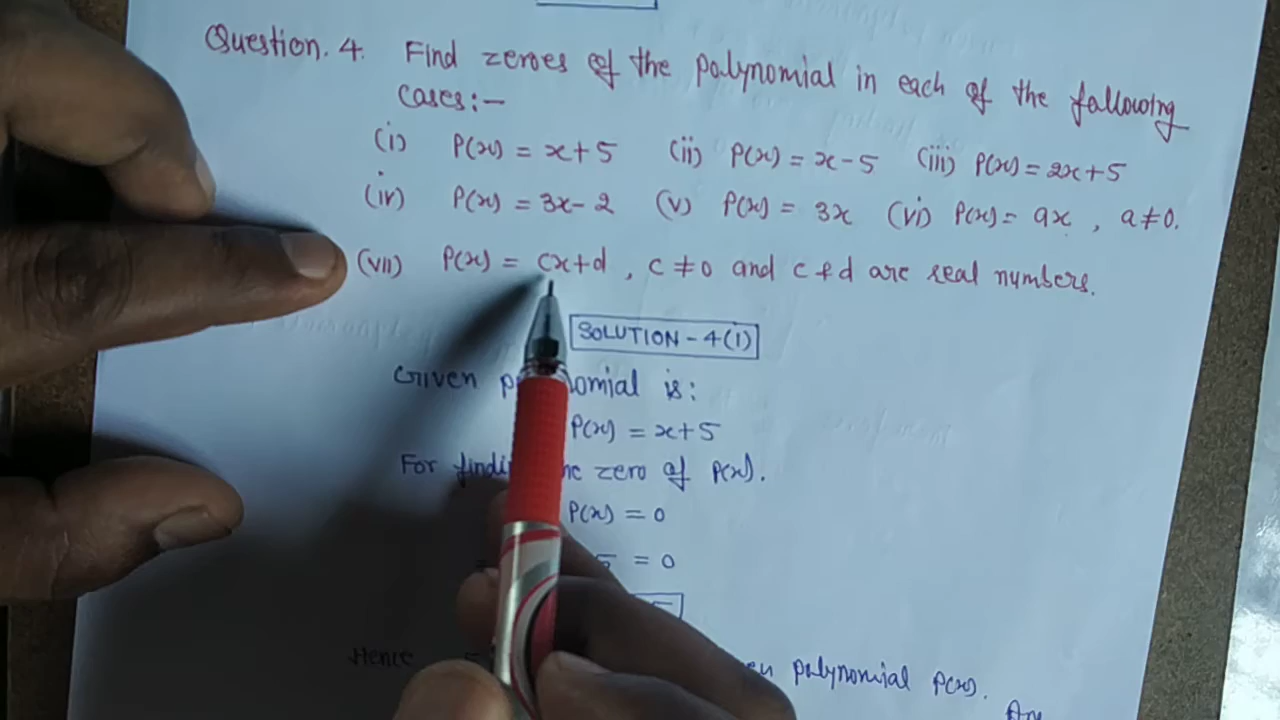 Question. 4. Find zeroes of the polynomial in each of the following
cases:-
(i) P(x) = x+5 (ii) P(x) = x-5 (iii) P(x) = 2x+5
(iv) P(x) = 3x-2 (v) P(x) = 3x (vi) P(x) = ax , a≠0.
(vii) P(x) = cx+d , c≠0 and c & d are real numbers.
SOLUTION-4(i)
Given is:
P(x) = x+5
For zero of P(x).
P(x) = 0
= 0
Hence polynomial P(x).